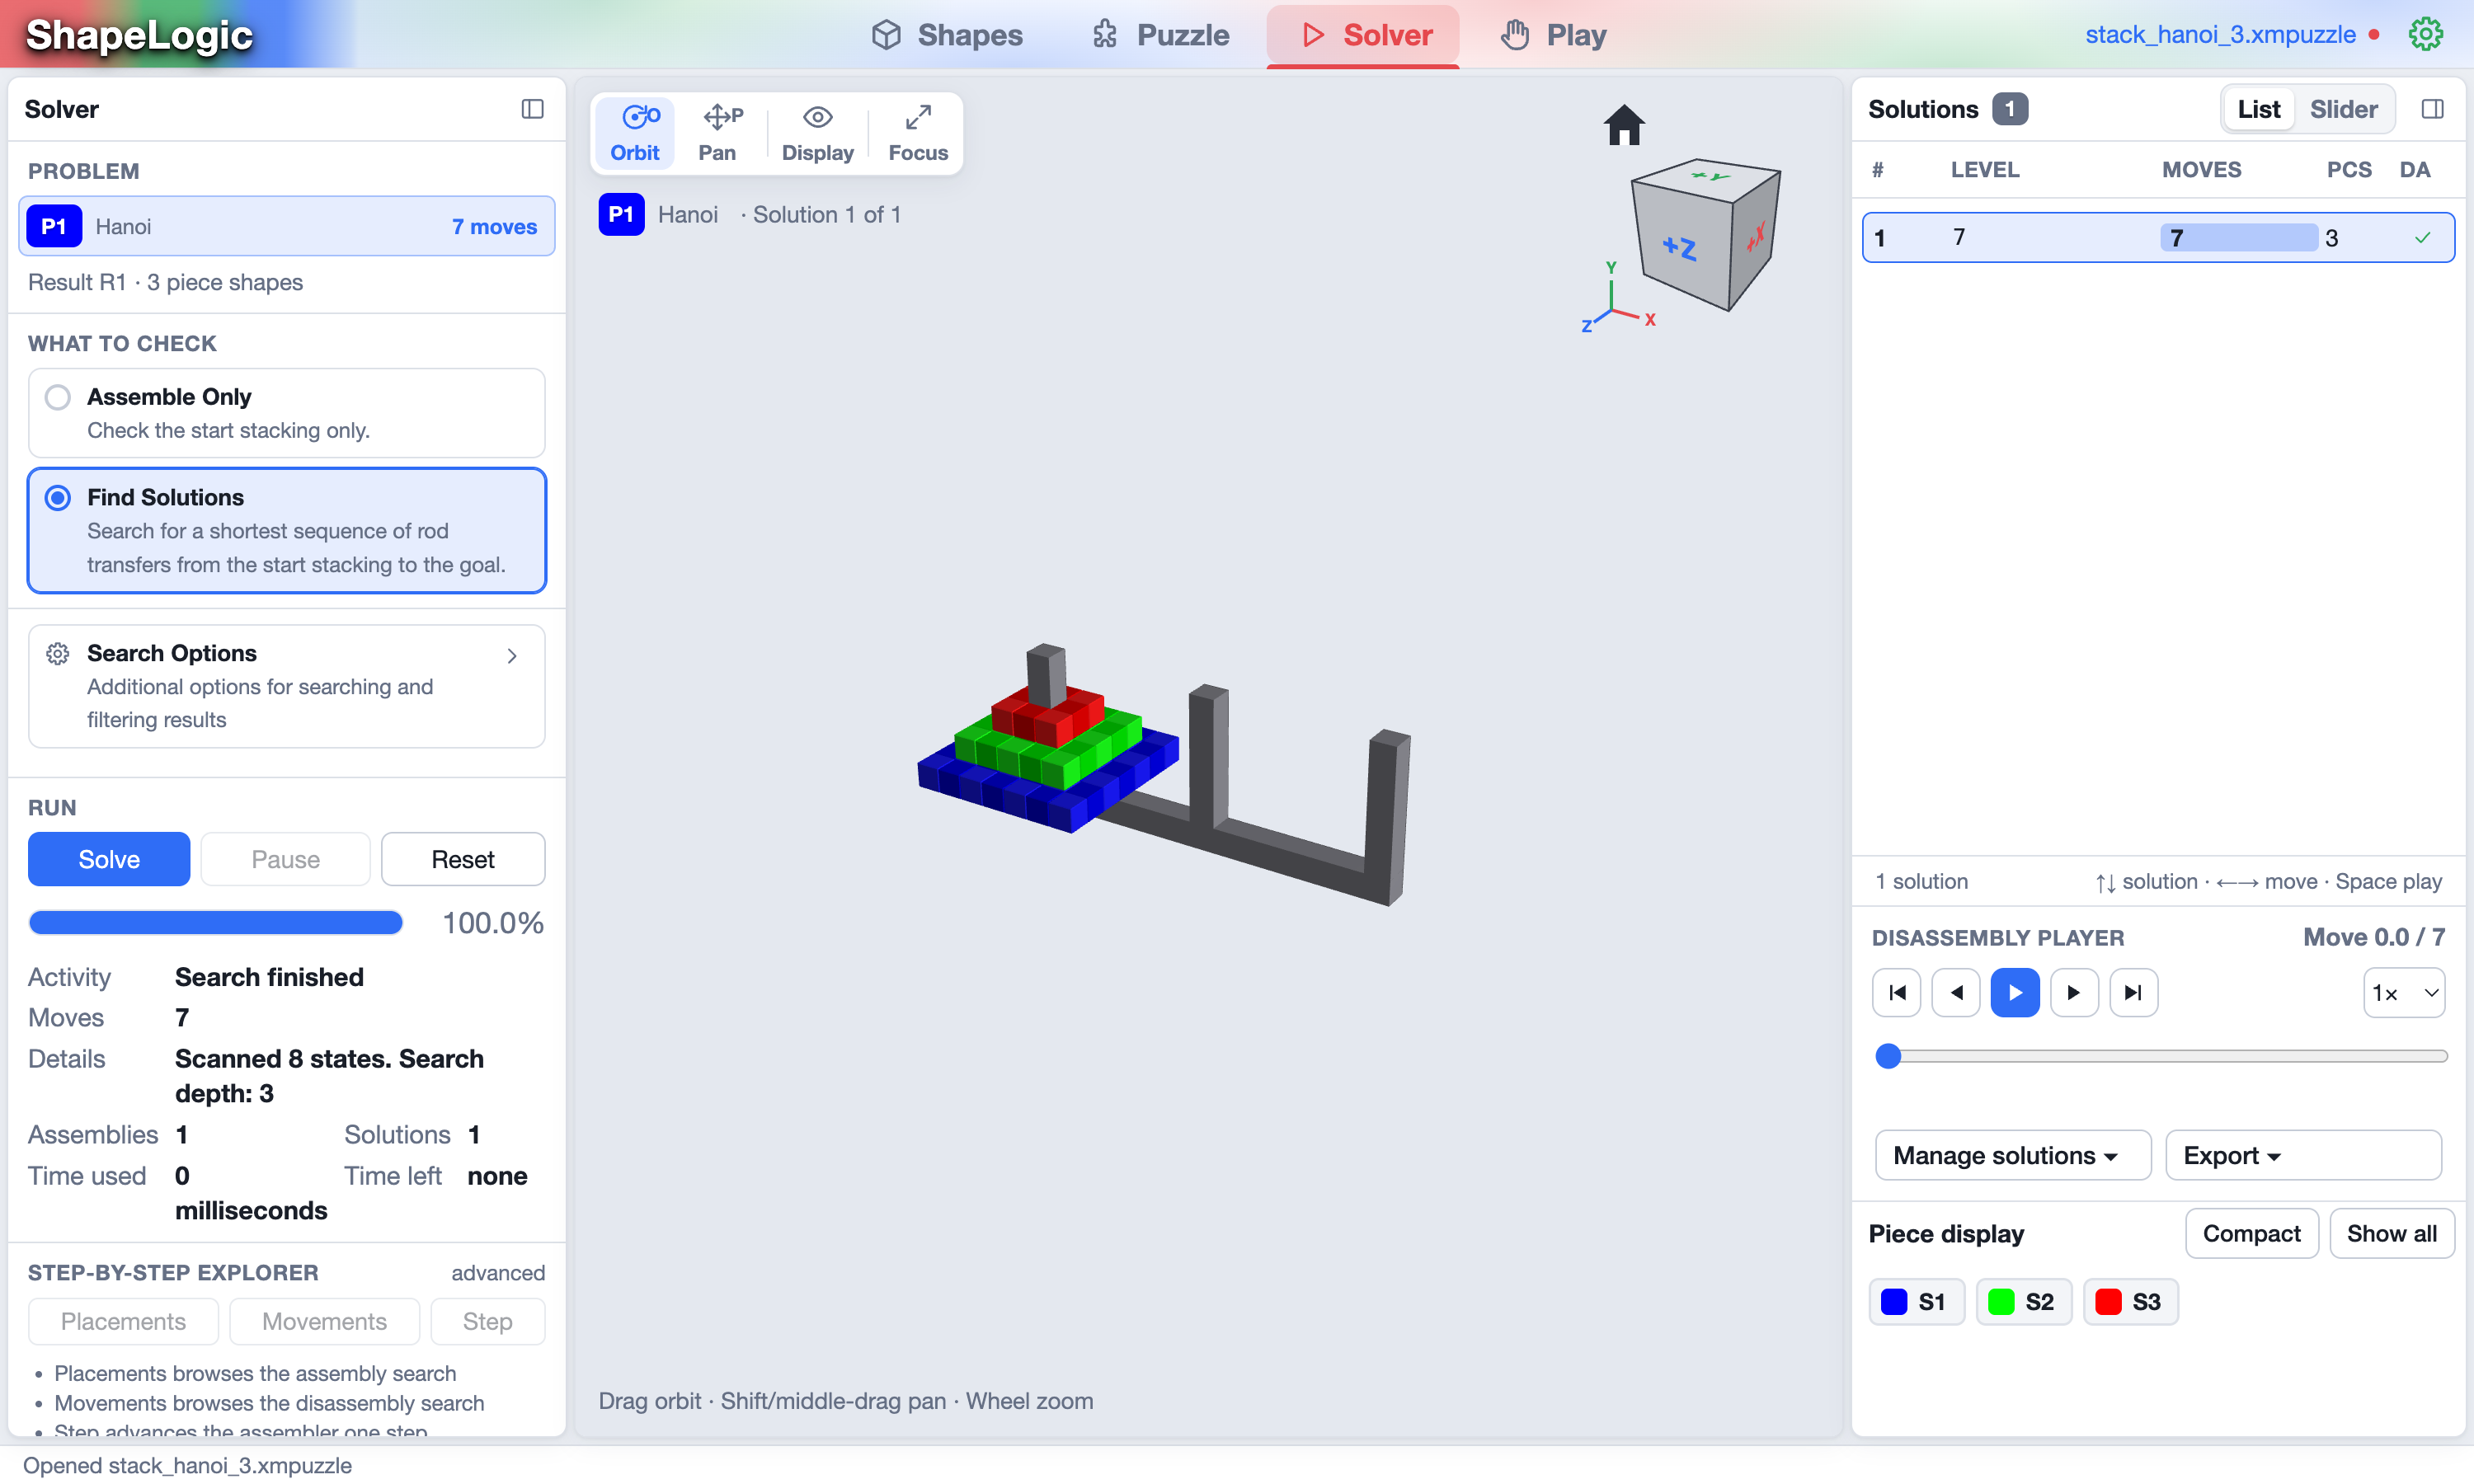 ShapeLogic
Shapes
Puzzle
Solver
Play
stack_hanoi_3.xmpuzzle
Solver
PROBLEM
P1 Hanoi 7 moves
Result R1 · 3 piece shapes
WHAT TO CHECK
Assemble Only
Check the start stacking only.
Find Solutions
Search for a shortest sequence of rod
transfers from the start stacking to the goal.
Search Options
Additional options for searching and
filtering results
RUN
Solve Pause Reset
100.0%
Activity Search finished
Moves 7
Details Scanned 8 states. Search
depth: 3
Assemblies 1 Solutions 1
Time used 0 Time left none
milliseconds
STEP-BY-STEP EXPLORER advanced
Placements Movements Step
• Placements browses the assembly search
• Movements browses the disassembly search
• Step advances the assembler one step
O P
Orbit Pan Display Focus
P1 Hanoi · Solution 1 of 1
+Y
+Z
+X
Y
Z
X
Drag orbit · Shift/middle-drag pan · Wheel zoom
Solutions 1 List Slider
# LEVEL MOVES PCS DA
1 7 7 3 ✓
1 solution ↑↓ solution · ←→ move · Space play
DISASSEMBLY PLAYER Move 0.0 / 7
1×
Manage solutions Export
Piece display Compact Show all
S1 S2 S3
Opened stack_hanoi_3.xmpuzzle